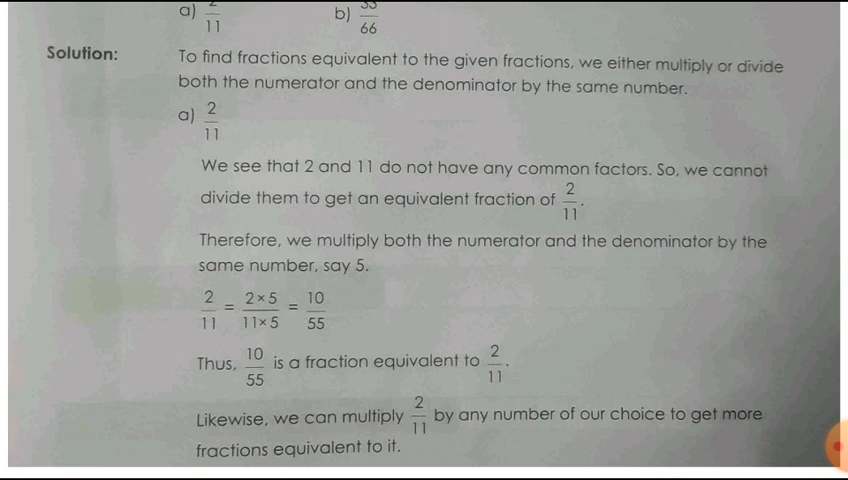 a) 2/11 b) 33/66
Solution: To find fractions equivalent to the given fractions, we either multiply or divide
both the numerator and the denominator by the same number.
a) 2/11
We see that 2 and 11 do not have any common factors. So, we cannot
divide them to get an equivalent fraction of 2/11.
Therefore, we multiply both the numerator and the denominator by the
same number, say 5.
2/11 = 2×5/11×5 = 10/55
Thus, 10/55 is a fraction equivalent to 2/11.
Likewise, we can multiply 2/11 by any number of our choice to get more
fractions equivalent to it.